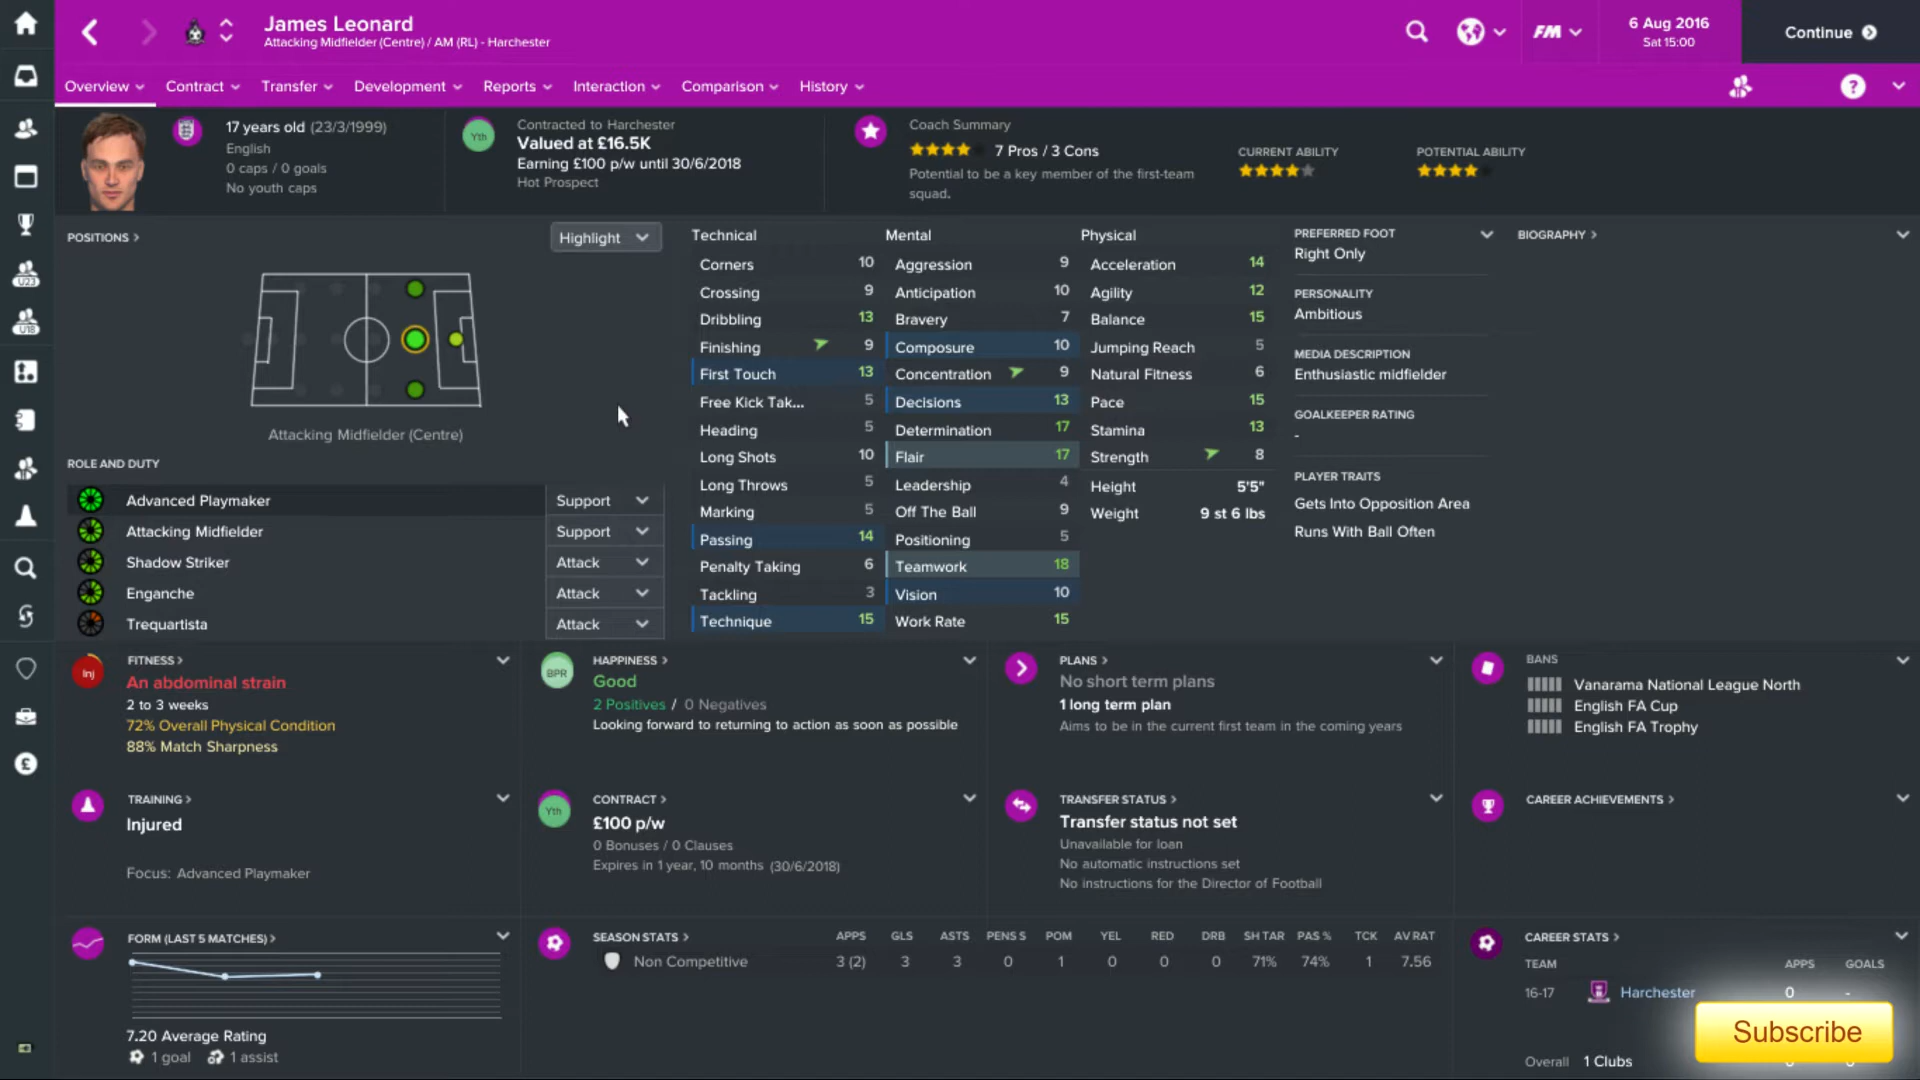 James Leonard
Attacking Midfielder (Centre) / AM (RL) - Harchester
FM
6 Aug 2016
Sat 15:00
Continue
Overview
Contract
Transfer
Development
Reports
Interaction
Comparison
History
?
17 years old (23/3/1999)
English
0 caps / 0 goals
No youth caps
Yth
Contracted to Harchester
Valued at £16.5K
Earning £100 p/w until 30/6/2018
Hot Prospect
Coach Summary
7 Pros / 3 Cons
Potential to be a key member of the first-team
squad.
CURRENT ABILITY
POTENTIAL ABILITY
U23
U18
POSITIONS >
Highlight
Attacking Midfielder (Centre)
ROLE AND DUTY
Advanced Playmaker Support
Attacking Midfielder Support
Shadow Striker Attack
Enganche Attack
Trequartista Attack
Technical
Corners 10
Crossing 9
Dribbling 13
Finishing 9
First Touch 13
Free Kick Tak... 5
Heading 5
Long Shots 10
Long Throws 5
Marking 5
Passing 14
Penalty Taking 6
Tackling 3
Technique 15
Mental
Aggression 9
Anticipation 10
Bravery 7
Composure 10
Concentration 9
Decisions 13
Determination 17
Flair 17
Leadership 4
Off The Ball 9
Positioning 5
Teamwork 18
Vision 10
Work Rate 15
Physical
Acceleration 14
Agility 12
Balance 15
Jumping Reach 5
Natural Fitness 6
Pace 15
Stamina 13
Strength 8
Height 5'5"
Weight 9 st 6 lbs
PREFERRED FOOT
Right Only
PERSONALITY
Ambitious
MEDIA DESCRIPTION
Enthusiastic midfielder
GOALKEEPER RATING
-
PLAYER TRAITS
Gets Into Opposition Area
Runs With Ball Often
BIOGRAPHY >
Inj
FITNESS >
An abdominal strain
2 to 3 weeks
72% Overall Physical Condition
88% Match Sharpness
BPR
HAPPINESS >
Good
2 Positives / 0 Negatives
Looking forward to returning to action as soon as possible
PLANS >
No short term plans
1 long term plan
Aims to be in the current first team in the coming years
BANS
Vanarama National League North
English FA Cup
English FA Trophy
TRAINING >
Injured
Focus: Advanced Playmaker
Yth
CONTRACT >
£100 p/w
0 Bonuses / 0 Clauses
Expires in 1 year, 10 months (30/6/2018)
TRANSFER STATUS >
Transfer status not set
Unavailable for loan
No automatic instructions set
No instructions for the Director of Football
CAREER ACHIEVEMENTS >
FORM (LAST 5 MATCHES) >
7.20 Average Rating
1 goal 1 assist
SEASON STATS > APPS GLS ASTS PENS S POM YEL RED DRB SH TAR PAS % TCK AV RAT
Non Competitive 3 (2) 3 3 0 1 0 0 0 71% 74% 1 7.56
CAREER STATS >
TEAM APPS GOALS
16-17 Harchester 0 -
Subscribe
Overall 1 Clubs